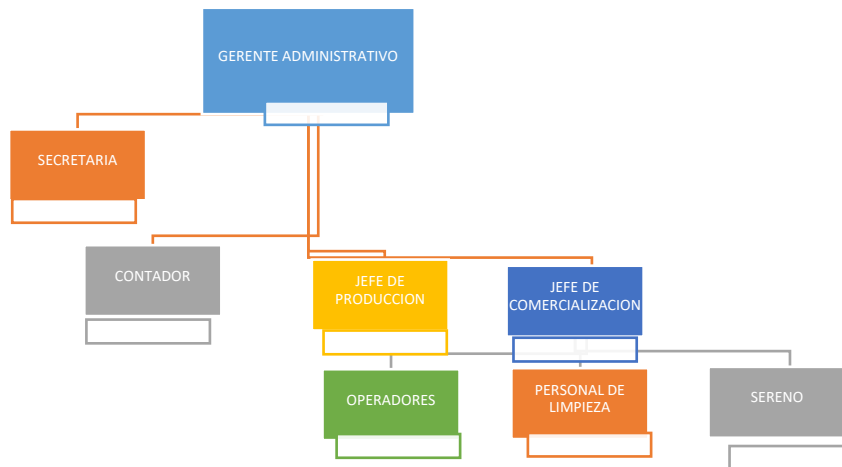 GERENTE ADMINISTRATIVO
SECRETARIA
CONTADOR
JEFE DE
PRODUCCION
JEFE DE
COMERCIALIZACION
OPERADORES
PERSONAL DE
LIMPIEZA
SERENO